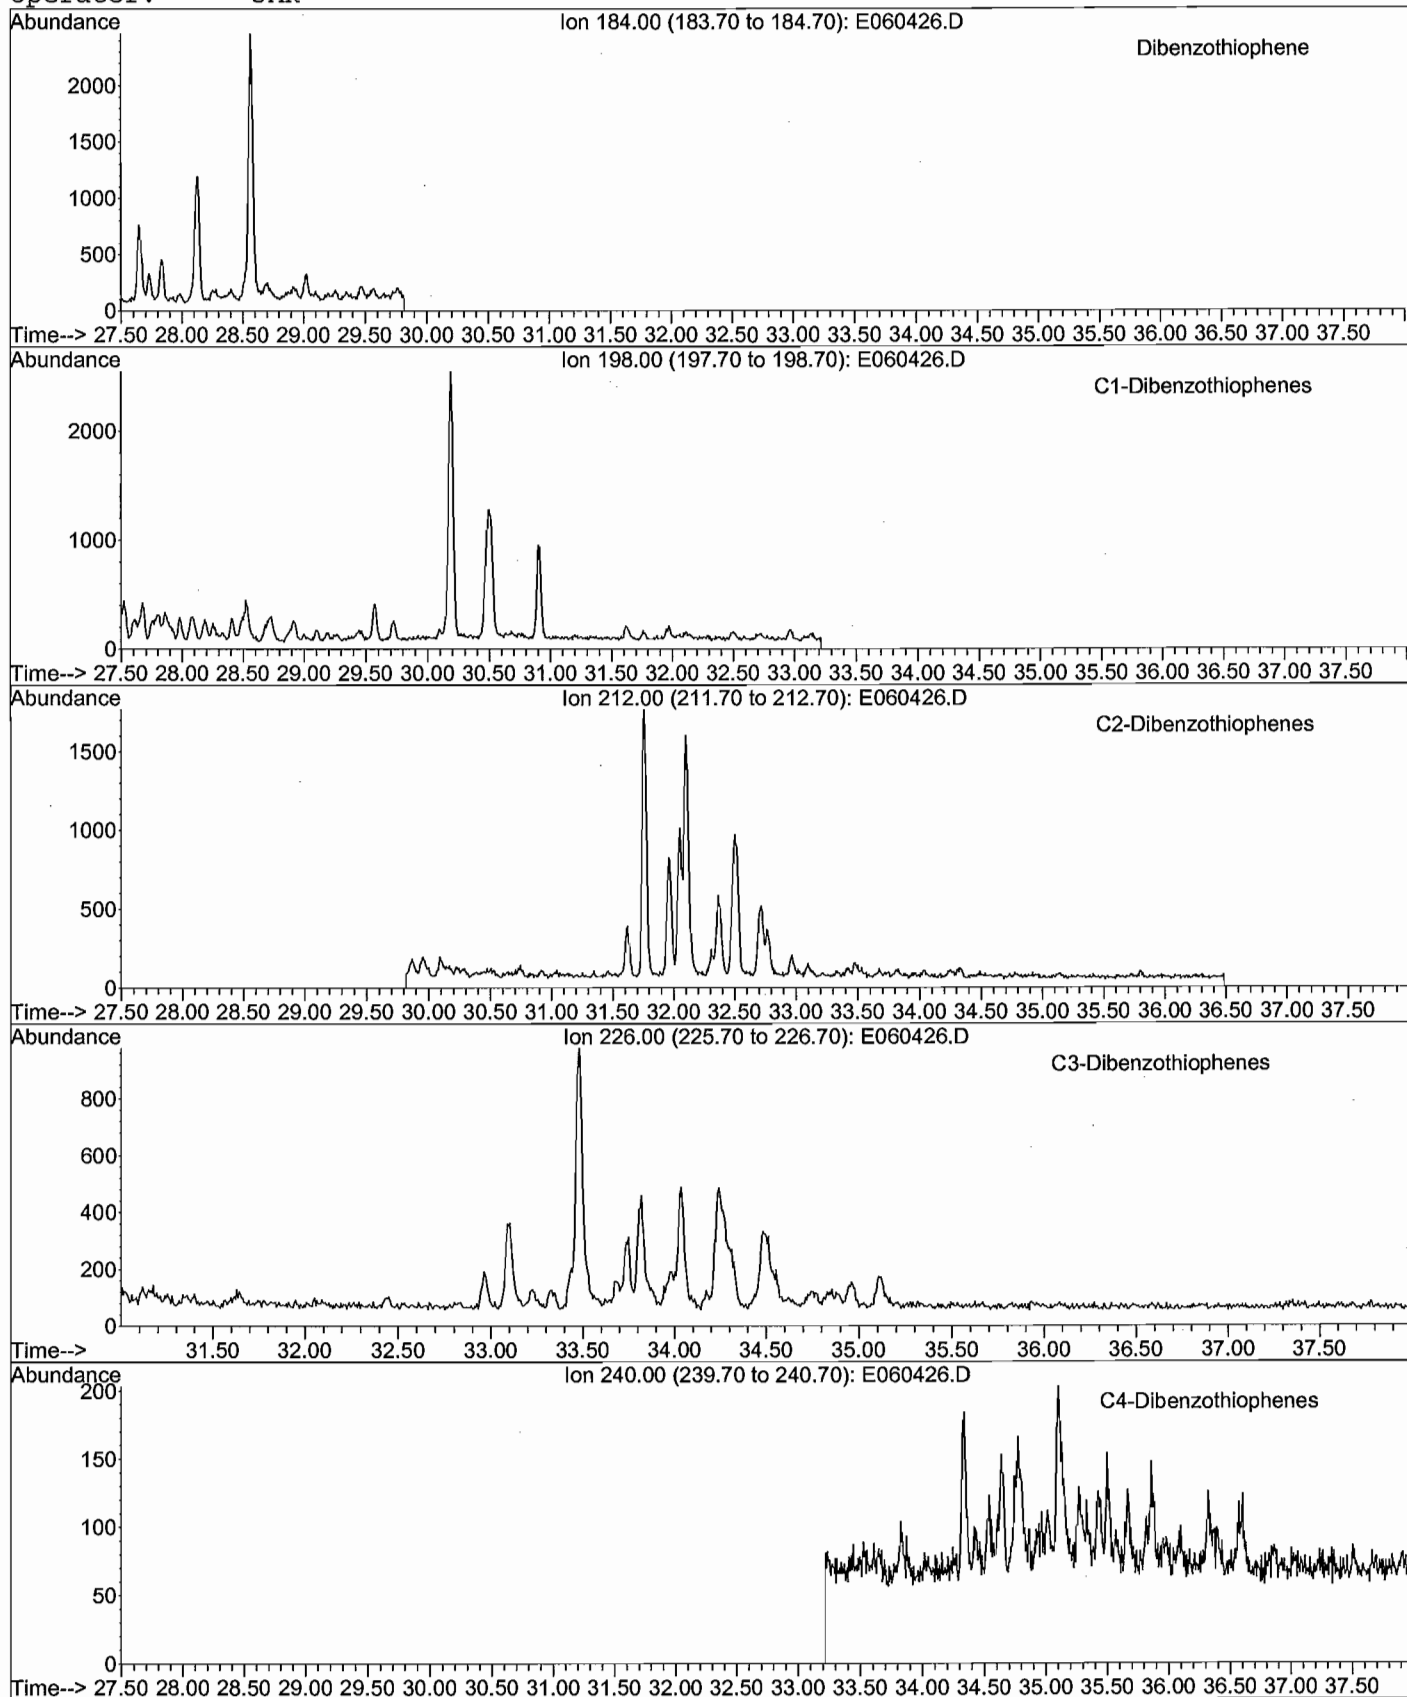 Abundance Ion 184.00 (183.70 to 184.70): E060426.D
Dibenzothiophene
2000
1500
1000
500
0
Time--> 27.50 28.00 28.50 29.00 29.50 30.00 30.50 31.00 31.50 32.00 32.50 33.00 33.50 34.00 34.50 35.00 35.50 36.00 36.50 37.00 37.50
Abundance Ion 198.00 (197.70 to 198.70): E060426.D
C1-Dibenzothiophenes
2000
1000
0
Time--> 27.50 28.00 28.50 29.00 29.50 30.00 30.50 31.00 31.50 32.00 32.50 33.00 33.50 34.00 34.50 35.00 35.50 36.00 36.50 37.00 37.50
Abundance Ion 212.00 (211.70 to 212.70): E060426.D
C2-Dibenzothiophenes
1500
1000
500
0
Time--> 27.50 28.00 28.50 29.00 29.50 30.00 30.50 31.00 31.50 32.00 32.50 33.00 33.50 34.00 34.50 35.00 35.50 36.00 36.50 37.00 37.50
Abundance Ion 226.00 (225.70 to 226.70): E060426.D
C3-Dibenzothiophenes
800
600
400
200
0
Time--> 31.50 32.00 32.50 33.00 33.50 34.00 34.50 35.00 35.50 36.00 36.50 37.00 37.50
Abundance Ion 240.00 (239.70 to 240.70): E060426.D
200
C4-Dibenzothiophenes
150
100
50
0
Time--> 27.50 28.00 28.50 29.00 29.50 30.00 30.50 31.00 31.50 32.00 32.50 33.00 33.50 34.00 34.50 35.00 35.50 36.00 36.50 37.00 37.50